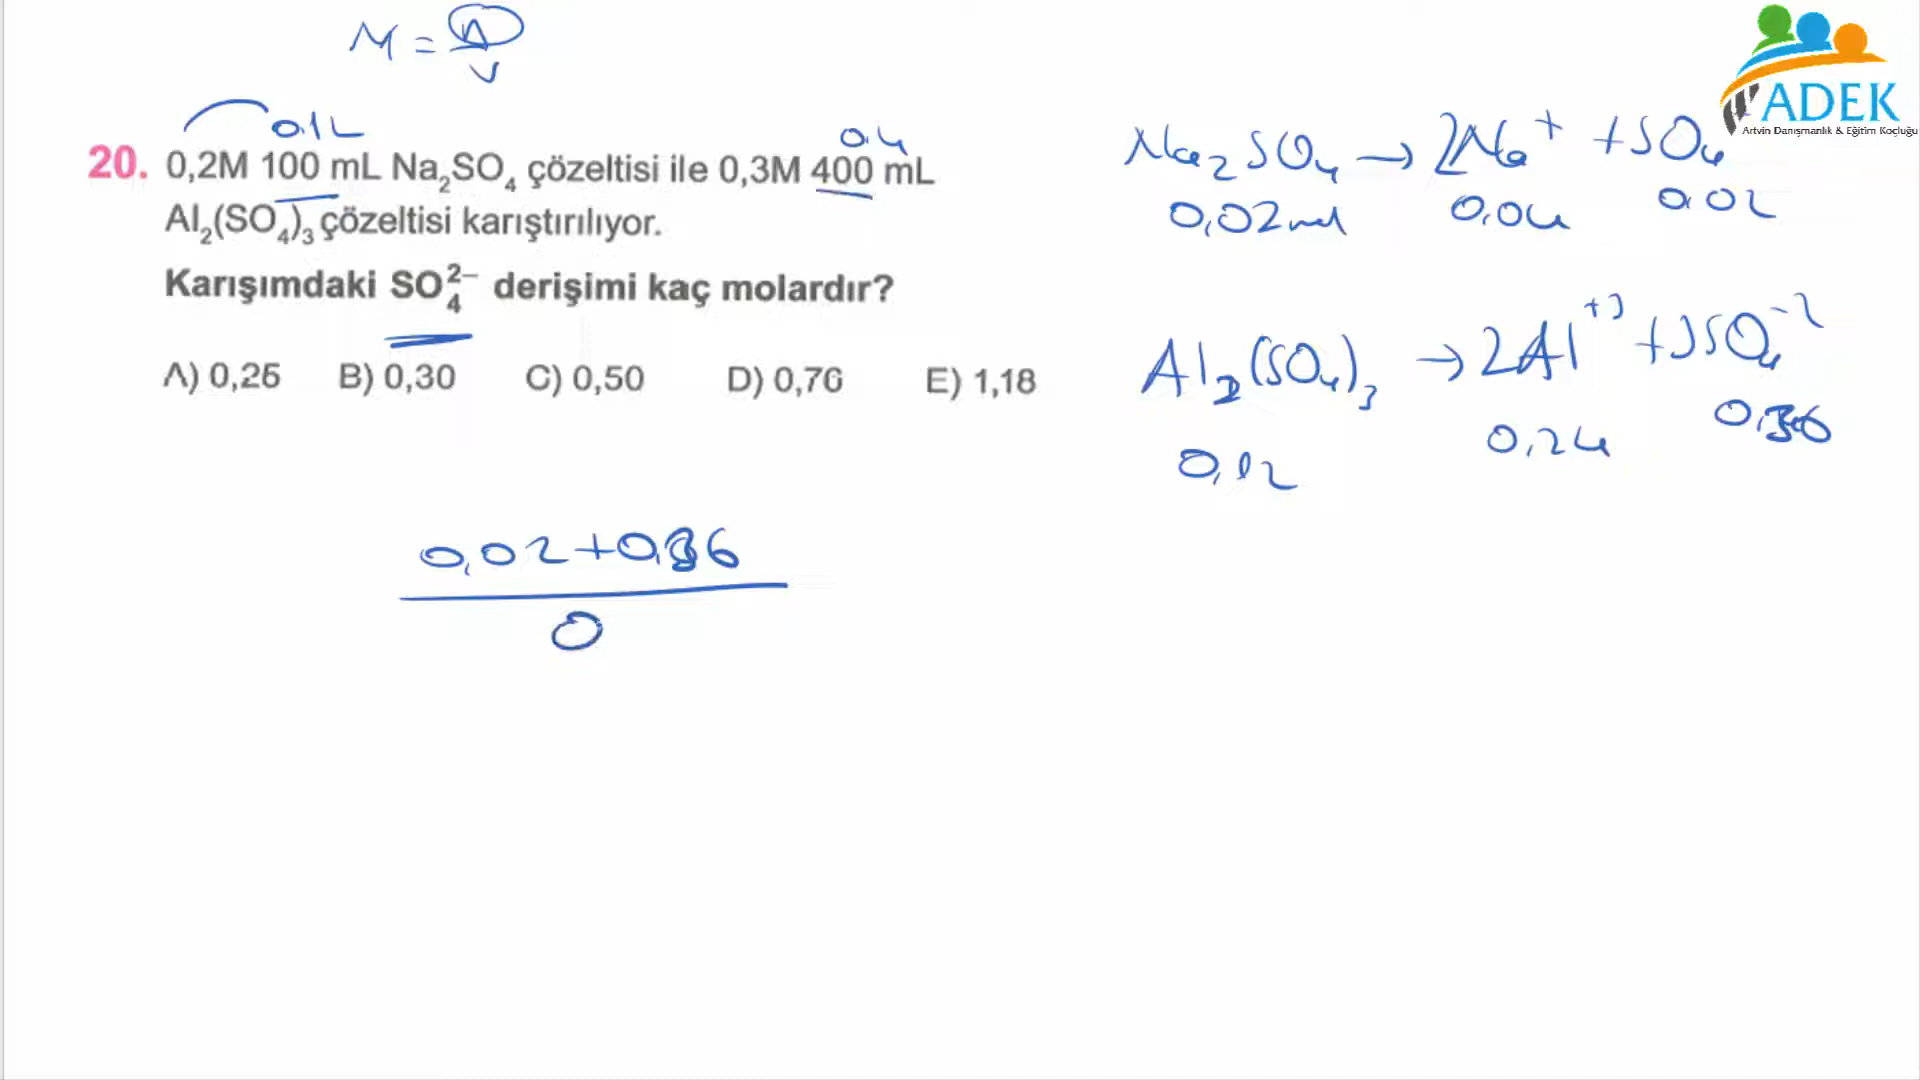 M = n/V
0.1L
0.4
20. 0,2M 100 mL Na₂SO₄ çözeltisi ile 0,3M 400 mL
Al₂(SO₄)₃ çözeltisi karıştırılıyor.
Karışımdaki SO₄²⁻ derişimi kaç molardır?
A) 0,25 B) 0,30 C) 0,50 D) 0,76 E) 1,18
Na₂SO₄ → 2Na⁺ + SO₄
0,02mol 0,04 0,02
Al₂(SO₄)₃ → 2Al⁺³ + 3SO₄⁻²
0,12 0,24 0,36
0,02+0,36
0
ADEK
Artvin Danışmanlık & Eğitim Koçluğu